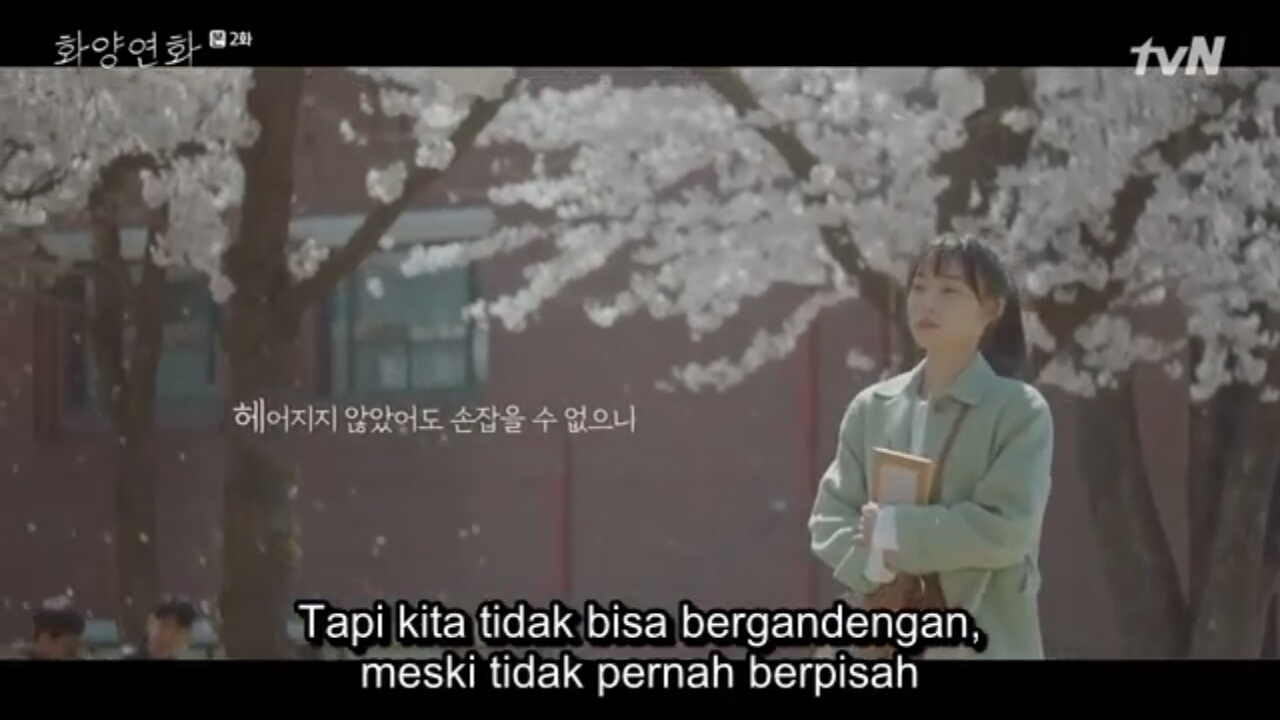 화양연화 본 2화
tvN
헤어지지 않았어도 손잡을 수 없으니
Tapi kita tidak bisa bergandengan,
meski tidak pernah berpisah